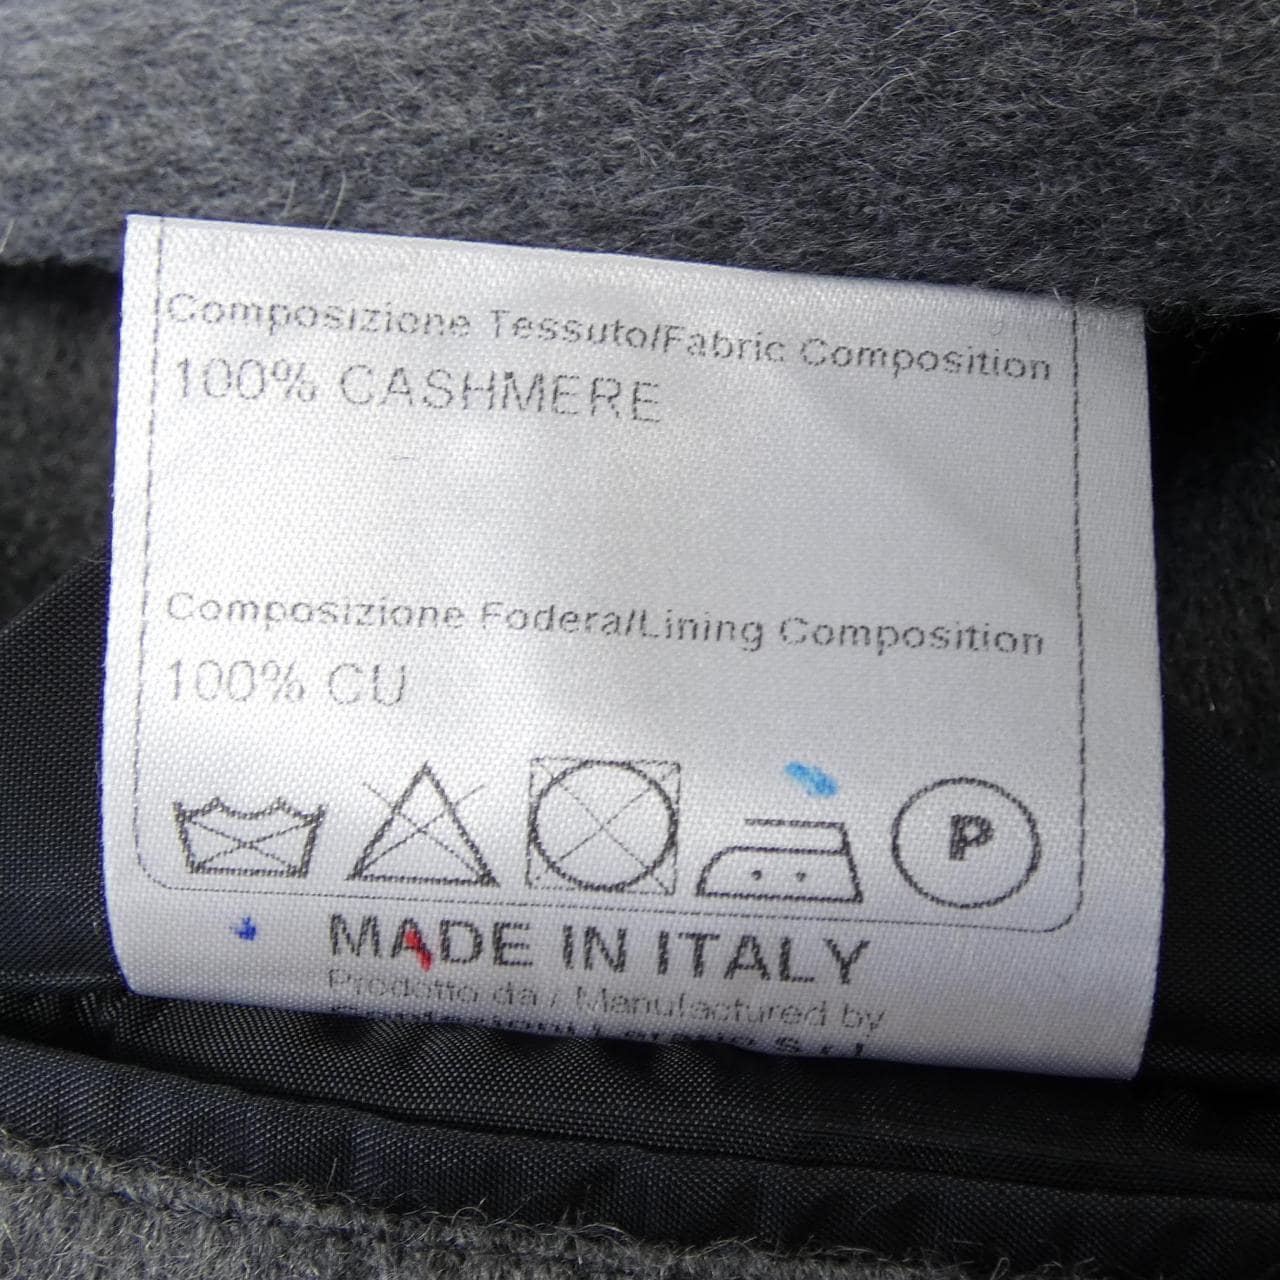 Composizione Tessuto/Fabric Composition
100% CASHMERE
Composizione Fodera/Lining Composition
100% CU
P
MADE IN ITALY
Prodotto da / Manufactured by
s.r.l